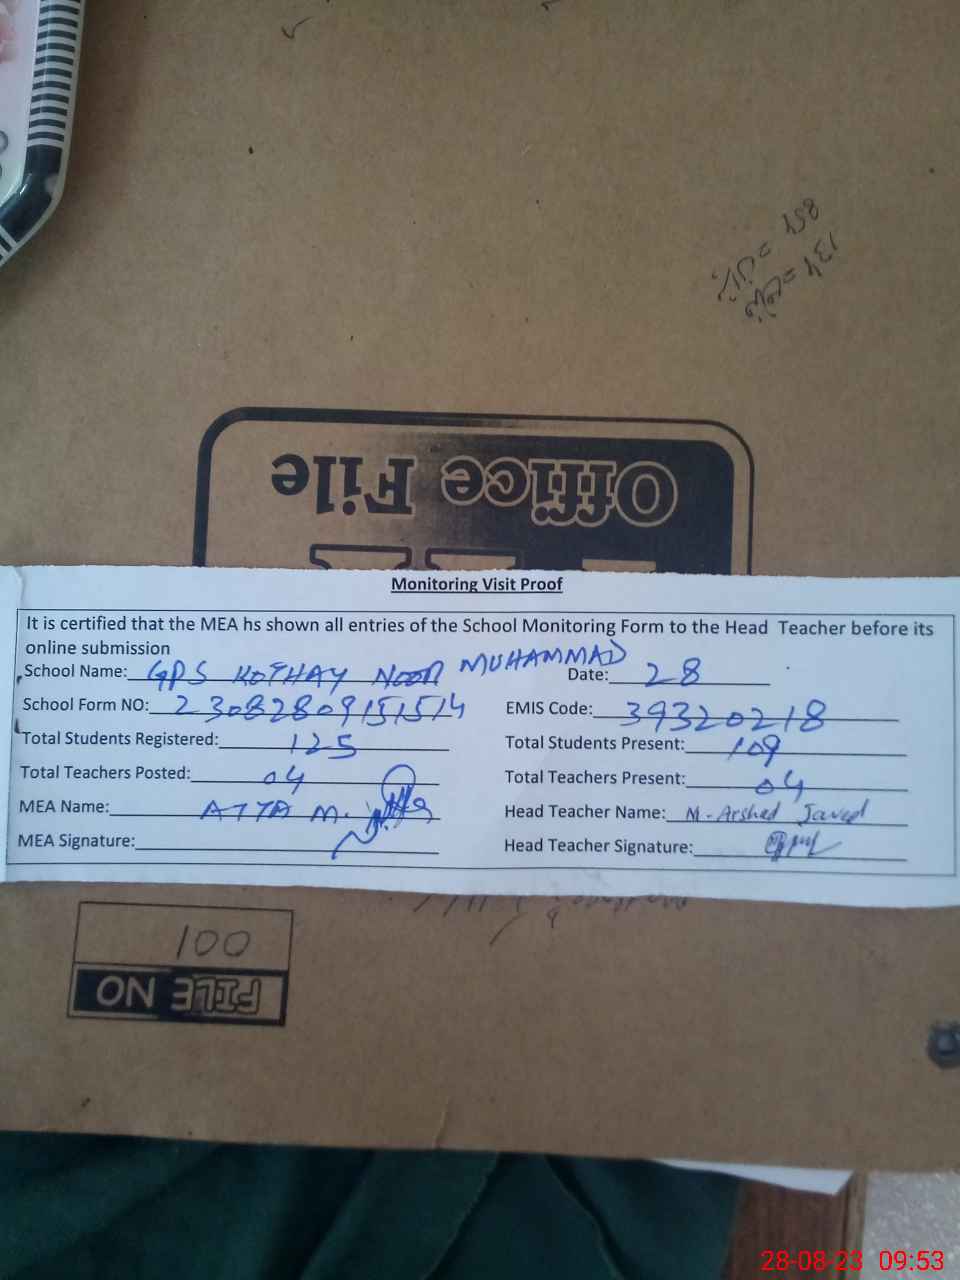 854 =
134 =
Office File
Monitoring Visit Proof
It is certified that the MEA hs shown all entries of the School Monitoring Form to the Head Teacher before its
online submission
School Name: GPS KOTHAY NOOR MUHAMMAD Date: 28
School Form NO: 23082809151514 EMIS Code: 39320218
Total Students Registered: 125 Total Students Present: 109
Total Teachers Posted: 04 Total Teachers Present: 04
MEA Name: ATTA M. Head Teacher Name: M. Arshad Javed
MEA Signature: Head Teacher Signature:
100
FILE NO
28-08-23 09:53